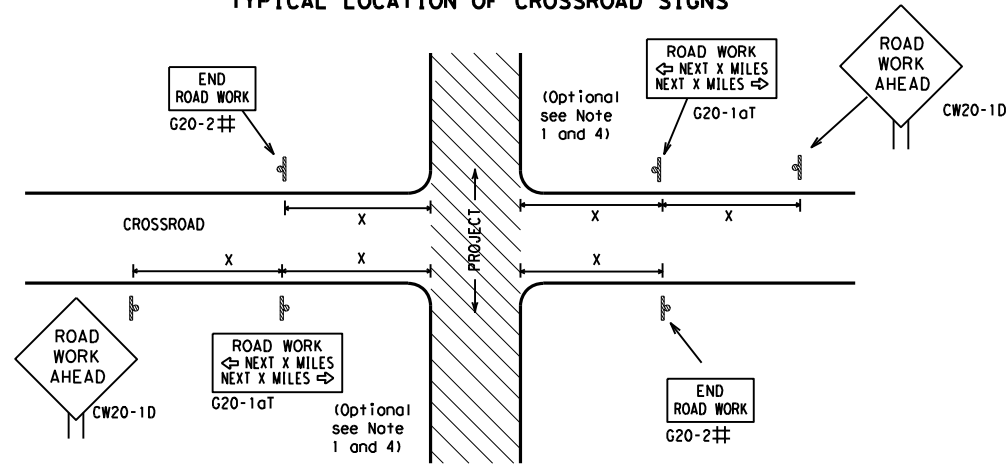 TYPICAL LOCATION OF CROSSROAD SIGNS
END
ROAD WORK
G20-2#
(Optional
see Note
1 and 4)
ROAD WORK
⇦ NEXT X MILES
NEXT X MILES ⇨
G20-1aT
ROAD
WORK
AHEAD
CW20-1D
X
X
X
CROSSROAD
PROJECT
X
X
X
ROAD
WORK
AHEAD
CW20-1D
ROAD WORK
⇦ NEXT X MILES
NEXT X MILES ⇨
G20-1aT
(Optional
see Note
1 and 4)
END
ROAD WORK
G20-2#